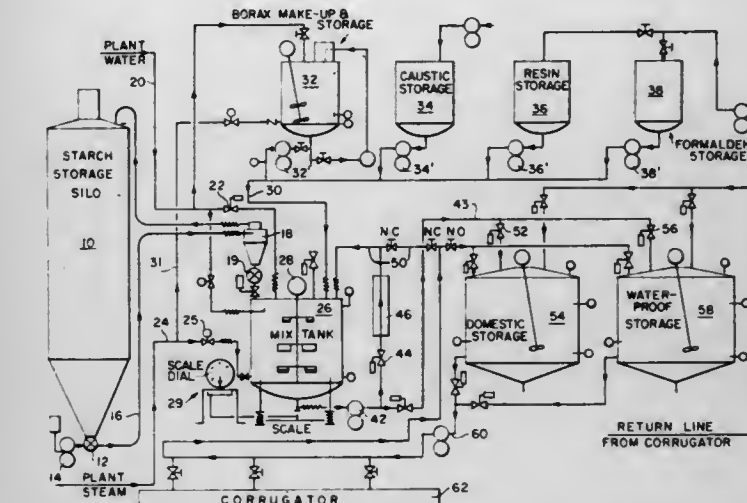 BORAX MAKE-UP &
STORAGE
PLANT
WATER
20
32
CAUSTIC
STORAGE
34
RESIN
STORAGE
36
38
FORMALDEH
STORAGE
32'
34'
36'
38'
STARCH
STORAGE
SILO
10
22
30
18
31
19
28
26
MIX TANK
24
25
SCALE
DIAL
29
SCALE
16
14
12
PLANT
STEAM
43
N.C
NC
NO
50
52
56
46
44
42
DOMESTIC
STORAGE
54
WATER-
PROOF
STORAGE
58
60
RETURN LINE
FROM CORRUGATOR
62
CORRUGATOR